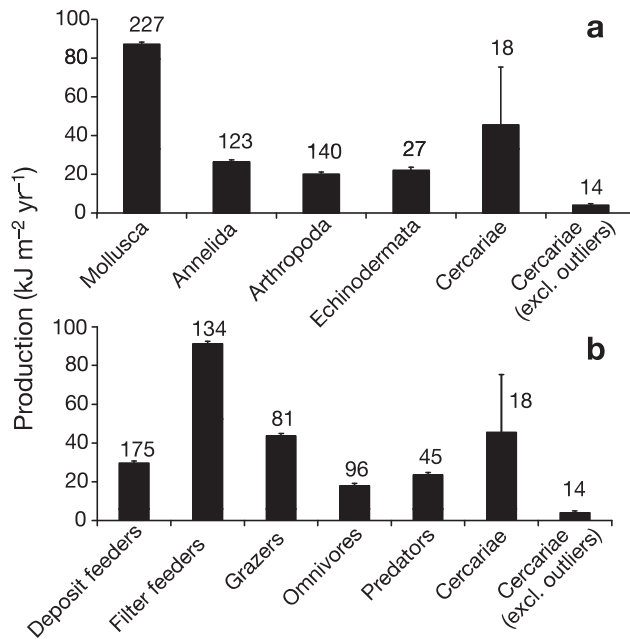 Production (kJ m⁻² yr⁻¹)
a
100
80
60
40
20
0
227
123
140
27
18
14
Mollusca
Annelida
Arthropoda
Echinodermata
Cercariae
Cercariae
(excl. outliers)
b
100
80
60
40
20
0
175
134
81
96
45
18
14
Deposit feeders
Filter feeders
Grazers
Omnivores
Predators
Cercariae
Cercariae
(excl. outliers)